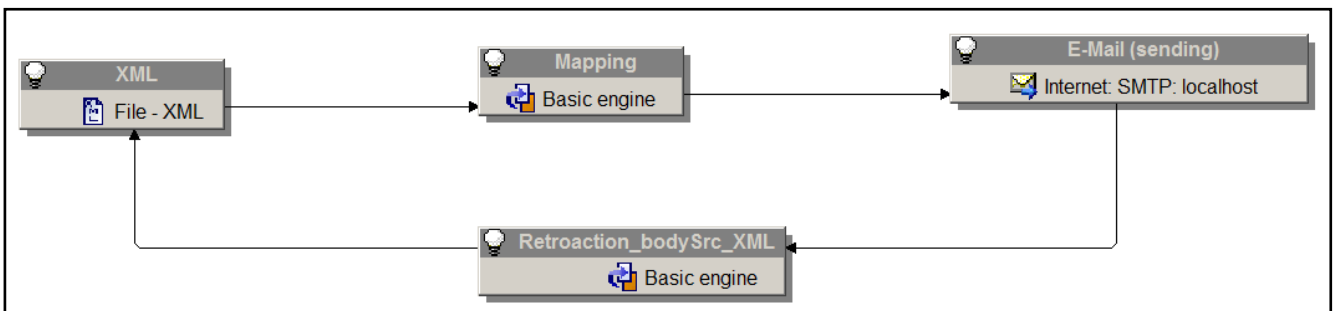 XML
File - XML
Mapping
Basic engine
E-Mail (sending)
Internet: SMTP: localhost
Retroaction_bodySrc_XML
Basic engine